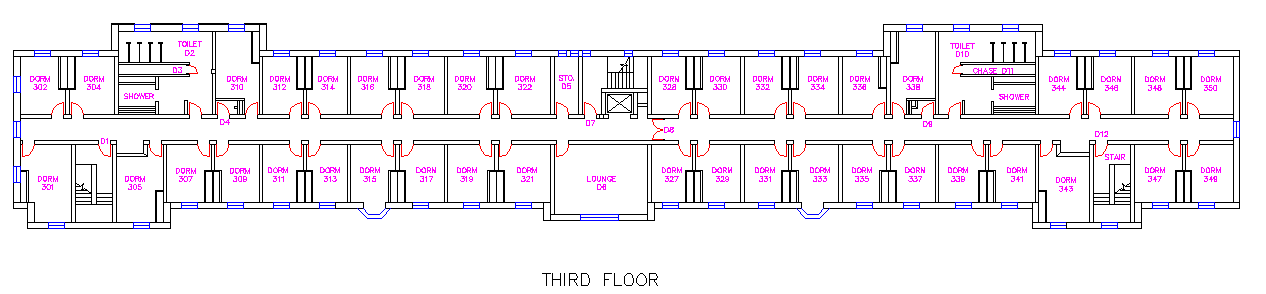 TOILET
D2
D3
SHOWER
DORM
302
DORM
304
DORM
310
DORM
312
DORM
314
DORM
316
DORM
318
DORM
320
DORM
322
STO.
D5
DORN
328
DORM
330
DORM
332
DORM
334
DORM
336
DORM
338
TOILET
D10
CHASE D11
SHOWER
DORM
344
DORN
346
DORM
348
DORM
350
D1
D4
D7
D6
D9
D12
DORM
301
DORM
305
DORM
307
DORM
309
DORM
311
DORM
313
DORM
315
DORM
317
DORM
319
DORM
321
LOUNGE
D8
DORM
327
DORM
329
DORM
331
DORM
333
DORM
335
DORN
337
DORM
339
DORM
341
DORM
343
STAIR
DORM
347
DORM
349
THIRD FLOOR